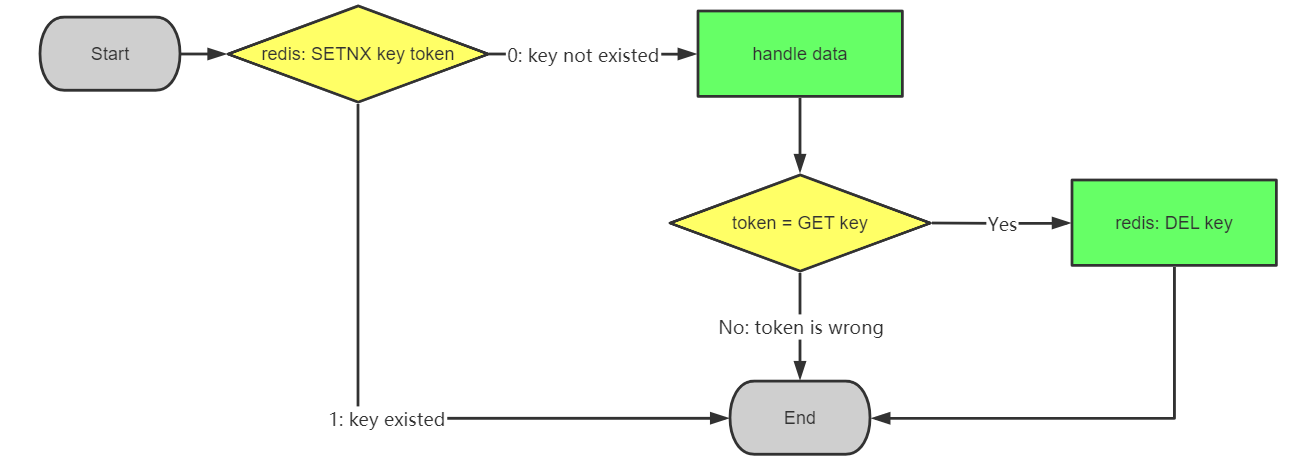 Start
redis: SETNX key token
0: key not existed
handle data
token = GET key
Yes
redis: DEL key
No: token is wrong
1: key existed
End